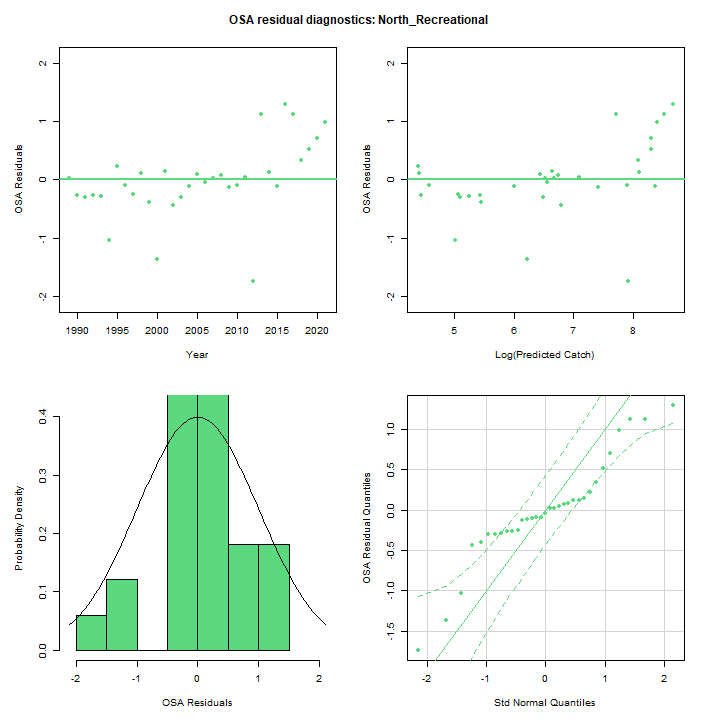 OSA residual diagnostics: North_Recreational
OSA Residuals
2
1
0
-1
-2
1990 1995 2000 2005 2010 2015 2020
Year
OSA Residuals
2
1
0
-1
-2
5 6 7 8
Log(Predicted Catch)
Probability Density
0.4
0.3
0.2
0.1
0.0
-2 -1 0 1 2
OSA Residuals
OSA Residual Quantiles
1.0
0.5
0.0
-0.5
-1.0
-1.5
-2 -1 0 1 2
Std Normal Quantiles